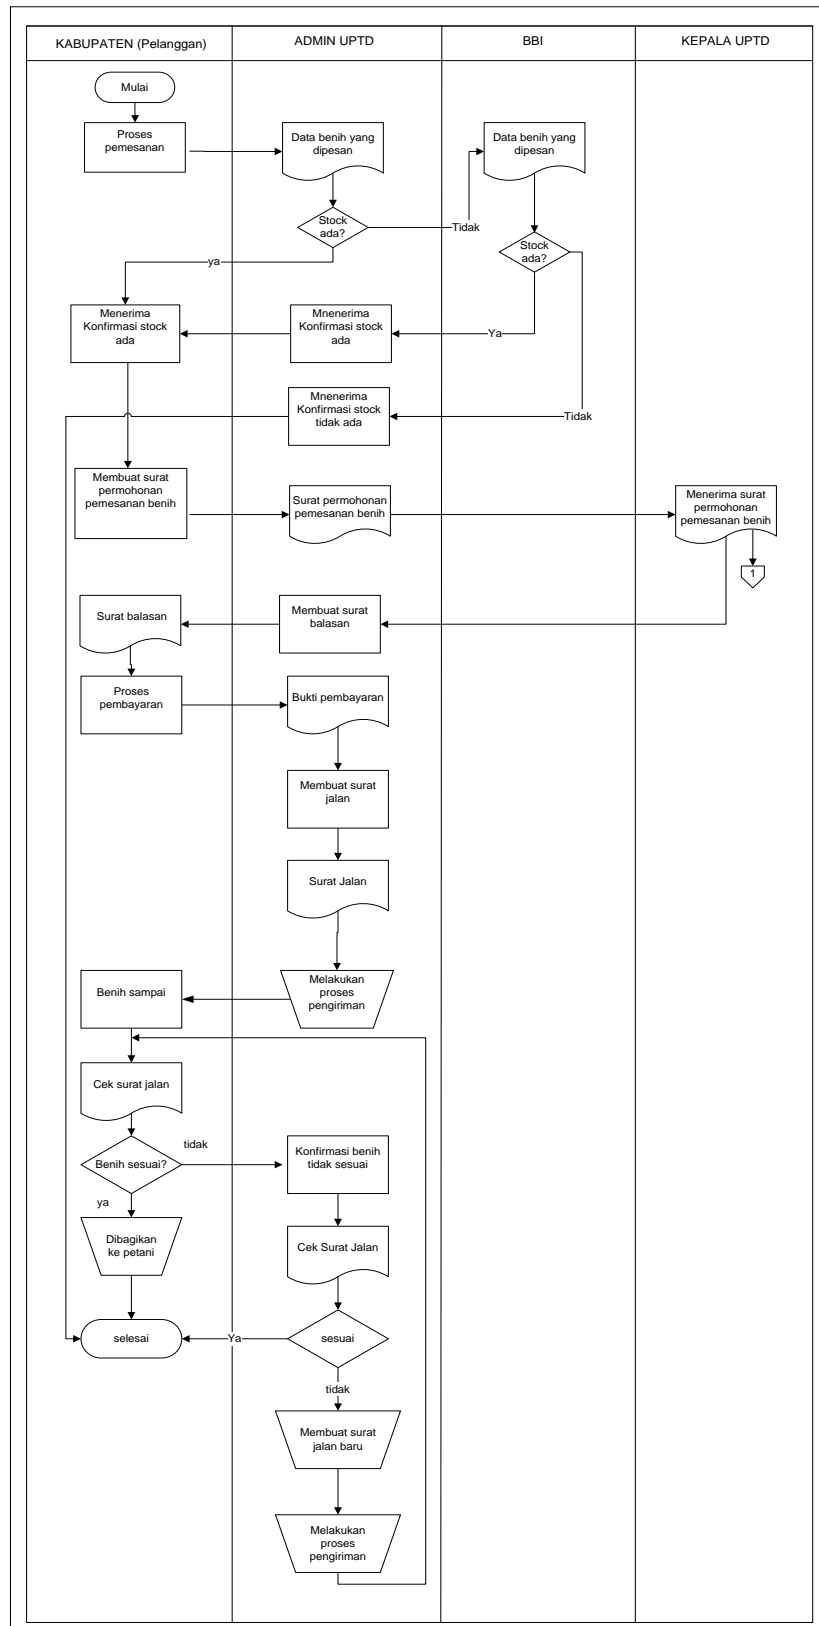 KABUPATEN (Pelanggan)
ADMIN UPTD
BBI
KEPALA UPTD
Mulai
Proses
pemesanan
Data benih yang
dipesan
Data benih yang
dipesan
Stock
ada?
Tidak
Stock
ada?
ya
Menerima
Konfirmasi stock
ada
Mnenerima
Konfirmasi stock
ada
Ya
Mnenerima
Konfirmasi stock
tidak ada
Tidak
Membuat surat
permohonan
pemesanan benih
Surat permohonan
pemesanan benih
Menerima surat
permohonan
pemesanan benih
1
Surat balasan
Membuat surat
balasan
Proses
pembayaran
Bukti pembayaran
Membuat surat
jalan
Surat Jalan
Benih sampai
Melakukan
proses
pengiriman
Cek surat jalan
Benih sesuai?
tidak
Konfirmasi benih
tidak sesuai
ya
Dibagikan
ke petani
Cek Surat Jalan
selesai
Ya
sesuai
tidak
Membuat surat
jalan baru
Melakukan
proses
pengiriman